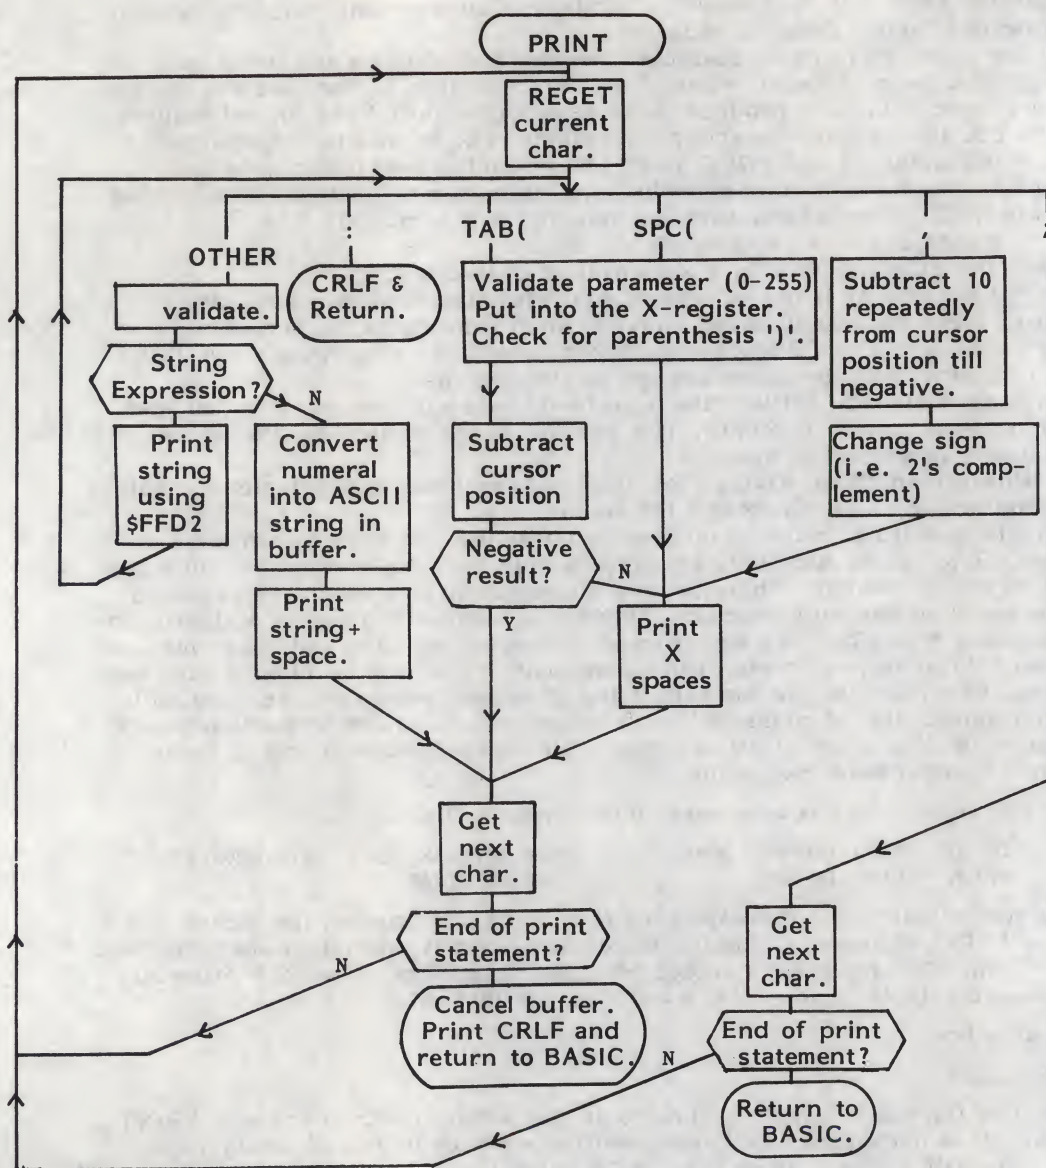 PRINT
REGET
current
char.
OTHER
:
TAB(
SPC(
,
validate.
CRLF &
Return.
Validate parameter (0-255)
Put into the X-register.
Check for parenthesis ')'.
Subtract 10
repeatedly
from cursor
position till
negative.
String
Expression?
N
Print
string
using
$FFD2
Convert
numeral
into ASCII
string in
buffer.
Subtract
cursor
position
Change sign
(i.e. 2's comp-
lement)
Negative
result?
N
Y
Print
string+
space.
Print
X
spaces
Get
next
char.
End of print
statement?
N
Cancel buffer.
Print CRLF and
return to BASIC.
Get
next
char.
End of print
statement?
N
Return to
BASIC.